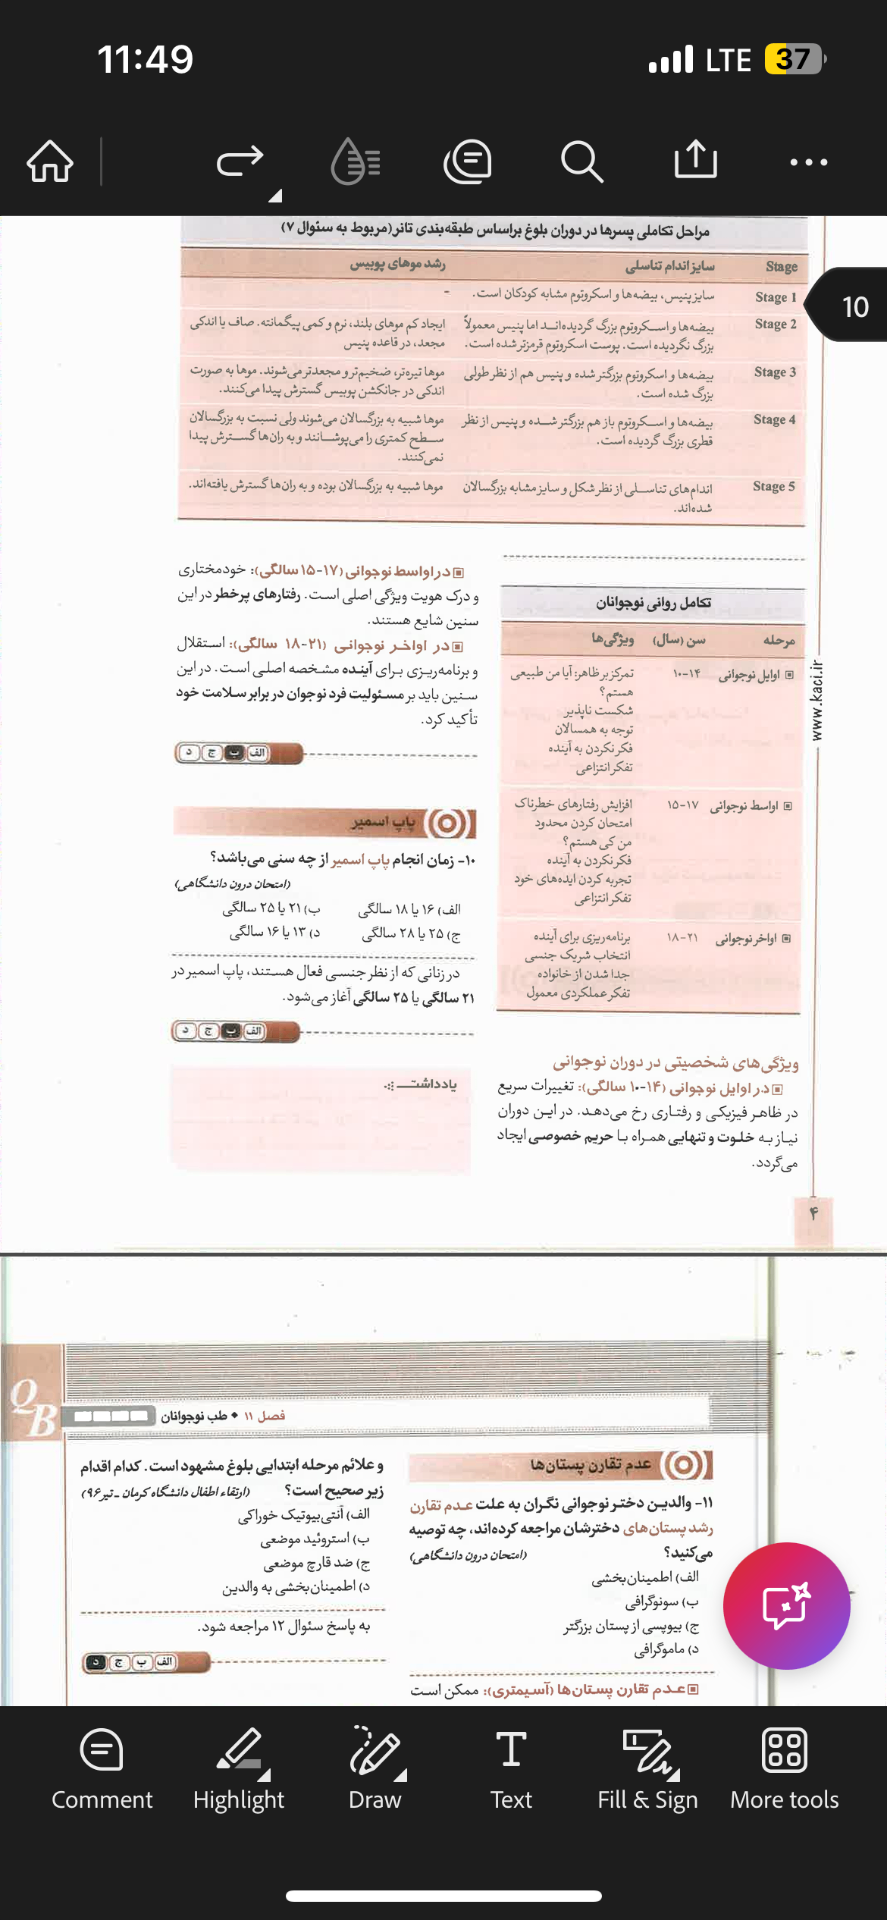 11:49
LTE 37
10
مراحل تکاملی پسرها در دوران بلوغ براساس طبقه‌بندی تانر (مربوط به سئوال ۷)
Stage سایز اندام تناسلی رشد موهای پوبیس
Stage 1 سایز پنیس، بیضه‌ها و اسکروتوم مشابه کودکان است. -
Stage 2 بیضه‌ها و اسکروتوم بزرگ گردیده‌اند اما پنیس معمولاً ایجاد کم موهای بلند، نرم و کمی پیگمانته. صاف یا اندکی
بزرگ نگردیده است. پوست اسکروتوم قرمزتر شده است. مجعد، در قاعده پنیس
Stage 3 بیضه‌ها و اسکروتوم بزرگتر شده و پنیس هم از نظر طولی موها تیره‌تر، ضخیم‌تر و مجعدتر می‌شوند. موها به صورت
بزرگ شده است. اندکی در جانکشن پوبیس گسترش پیدا می‌کنند.
Stage 4 بیضه‌ها و اسکروتوم باز هم بزرگتر شده و پنیس از نظر موها شبیه به بزرگسالان می‌شوند ولی نسبت به بزرگسالان
قطری بزرگ گردیده است. سطح کمتری را می‌پوشانند و به ران‌ها گسترش پیدا
نمی‌کنند.
Stage 5 اندام‌های تناسلی از نظر شکل و سایز مشابه بزرگسالان موها شبیه به بزرگسالان بوده و به ران‌ها گسترش یافته‌اند.
شده‌اند.
تکامل روانی نوجوانان
مرحله سن (سال) ویژگی‌ها
اوایل نوجوانی ۱۰-۱۴ تمرکز بر ظاهر: آیا من طبیعی
هستم؟
شکست ناپذیر
توجه به همسالان
فکر نکردن به آینده
تفکر انتزاعی
اواسط نوجوانی ۱۵-۱۷ افزایش رفتارهای خطرناک
امتحان کردن محدود
من کی هستم؟
فکر نکردن به آینده
تجربه کردن ایده‌های خود
تفکر انتزاعی
اواخر نوجوانی ۱۸-۲۱ برنامه‌ریزی برای آینده
انتخاب شریک جنسی
جدا شدن از خانواده
تفکر عملکردی معمول
ویژگی‌های شخصیتی در دوران نوجوانی
در اوایل نوجوانی (۱۴-۱۰ سالگی): تغییرات سریع
در ظاهر فیزیکی و رفتاری رخ می‌دهد. در این دوران
نیاز به خلوت و تنهایی همراه با حریم خصوصی ایجاد
می‌گردد.
در اواسط نوجوانی (۱۷-۱۵ سالگی): خودمختاری
و درک هویت ویژگی اصلی است. رفتارهای پرخطر در این
سنین شایع هستند.
در اواخر نوجوانی (۲۱-۱۸ سالگی): استقلال
و برنامه‌ریزی برای آینده مشخصه اصلی است. در این
سنین باید بر مسئولیت فرد نوجوان در برابر سلامت خود
تأکید کرد.
الف ب ج د
پاپ اسمیر
۱۰- زمان انجام پاپ اسمیر از چه سنی می‌باشد؟
(امتحان درون دانشگاهی)
الف) ۱۶ یا ۱۸ سالگی ب) ۲۱ یا ۲۵ سالگی
ج) ۲۵ یا ۲۸ سالگی د) ۱۳ یا ۱۶ سالگی
در زنانی که از نظر جنسی فعال هستند، پاپ اسمیر در
۲۱ سالگی یا ۲۵ سالگی آغاز می‌شود.
الف ب ج د
یادداشت:
www.kaci.ir
۴
QB
فصل ۱۱ ♦ طب نوجوانان
عدم تقارن پستان‌ها
۱۱- والدین دختر نوجوانی نگران به علت عدم تقارن
رشد پستان‌های دخترشان مراجعه کرده‌اند، چه توصیه
می‌کنید؟ (امتحان درون دانشگاهی)
الف) اطمینان‌بخشی
ب) سونوگرافی
ج) بیوپسی از پستان بزرگتر
د) ماموگرافی
عدم تقارن پستان‌ها (آسیمتری): ممکن است
و علائم مرحله ابتدایی بلوغ مشهود است. کدام اقدام
زیر صحیح است؟ (ارتقاء اطفال دانشگاه کرمان - تیر ۹۶)
الف) آنتی‌بیوتیک خوراکی
ب) استروئید موضعی
ج) ضد قارچ موضعی
د) اطمینان‌بخشی به والدین
به پاسخ سئوال ۱۲ مراجعه شود.
الف ب ج د
Comment Highlight Draw Text Fill & Sign More tools